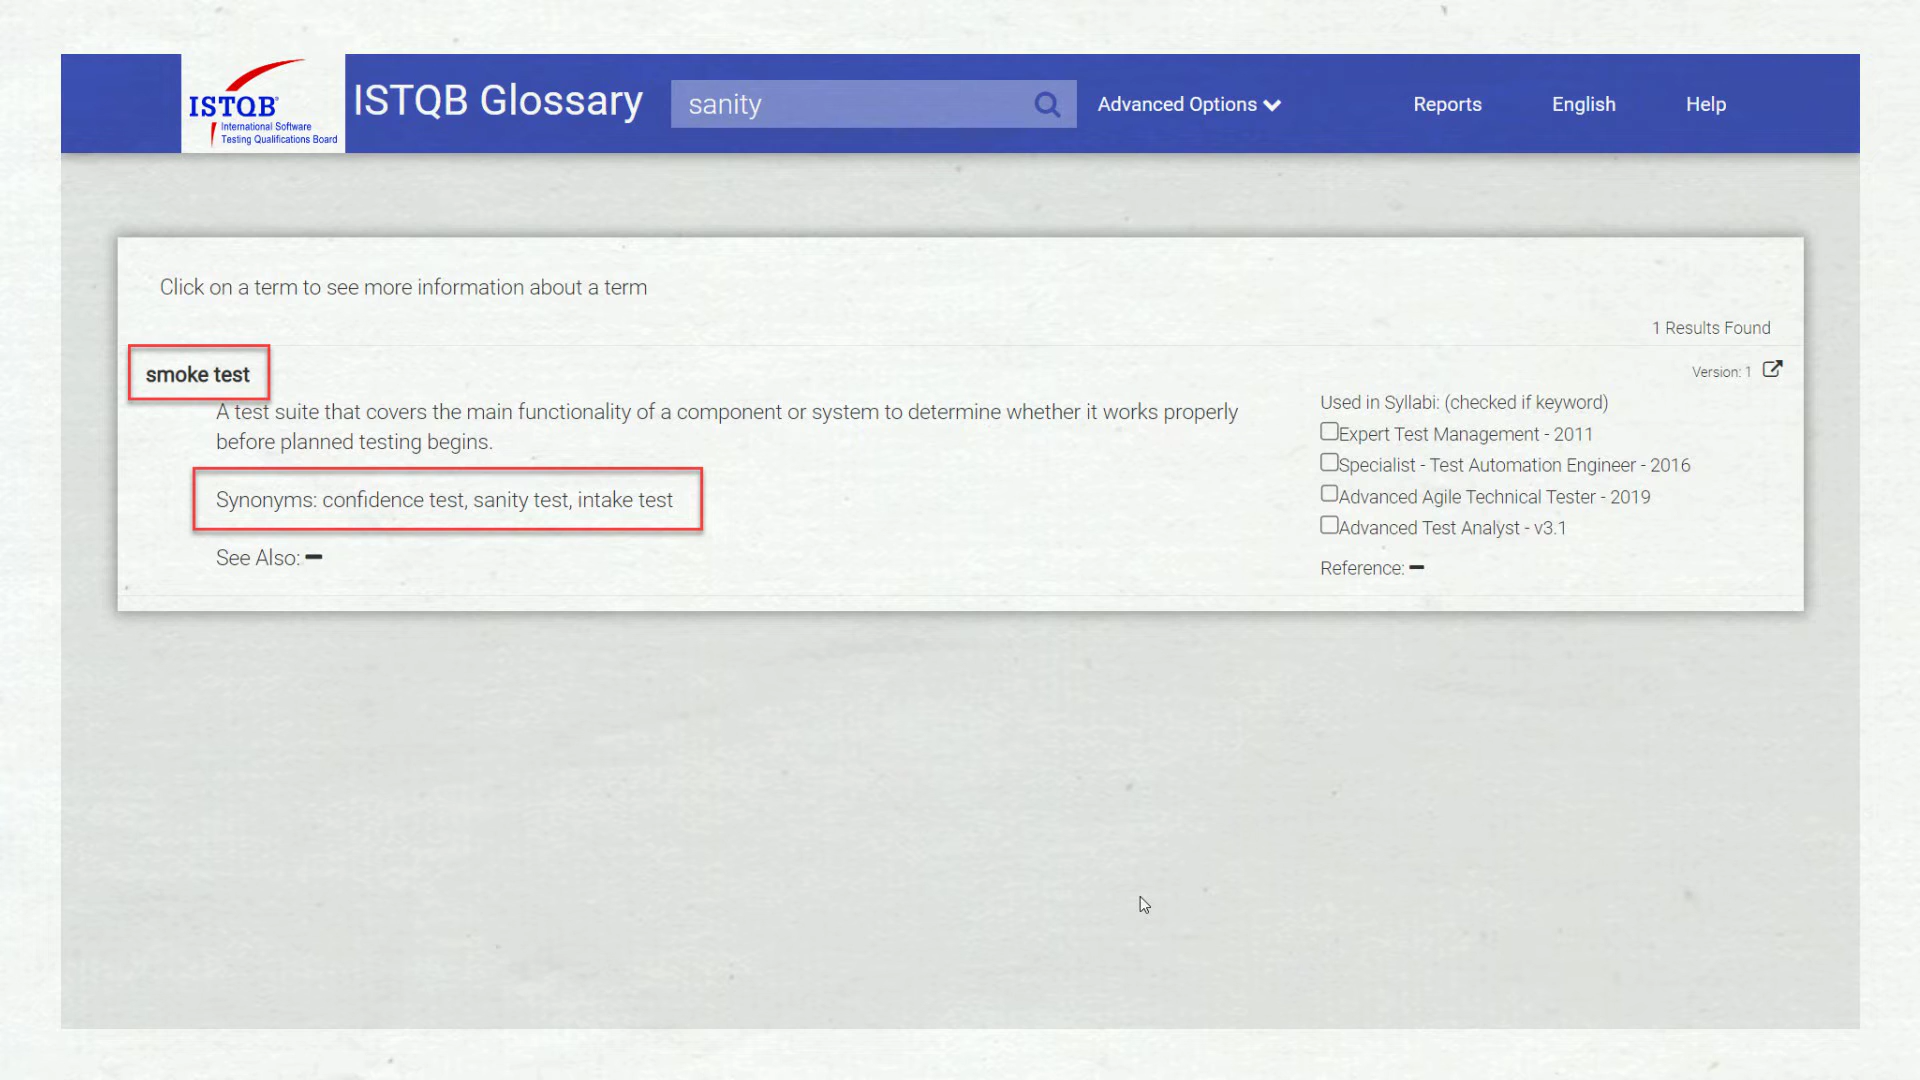 ISTQB
International Software
Testing Qualifications Board
ISTQB Glossary
sanity
Advanced Options
Reports
English
Help
Click on a term to see more information about a term
1 Results Found
smoke test
Version: 1
A test suite that covers the main functionality of a component or system to determine whether it works properly
before planned testing begins.
Synonyms: confidence test, sanity test, intake test
See Also:
Used in Syllabi: (checked if keyword)
Expert Test Management - 2011
Specialist - Test Automation Engineer - 2016
Advanced Agile Technical Tester - 2019
Advanced Test Analyst - v3.1
Reference: